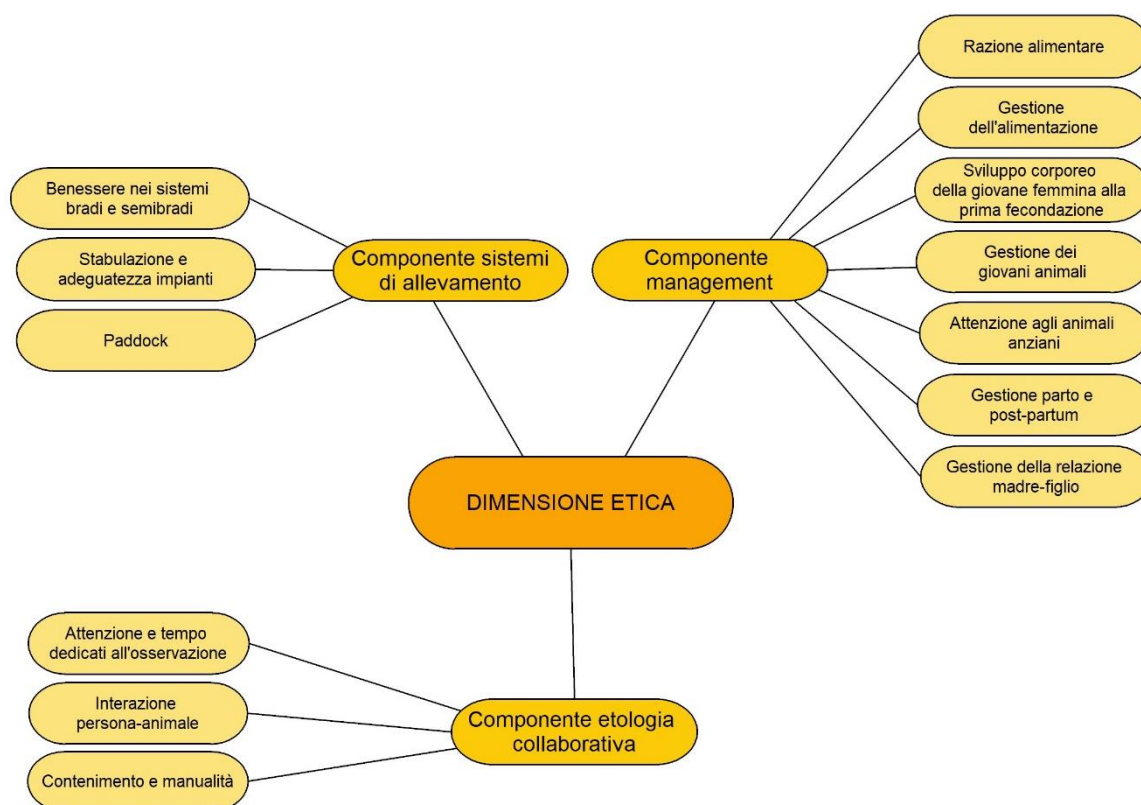 Razione alimentare
Gestione
dell'alimentazione
Sviluppo corporeo
della giovane femmina alla
prima fecondazione
Gestione dei
giovani animali
Attenzione agli animali
anziani
Gestione parto e
post-partum
Gestione della relazione
madre-figlio
Componente
management
Benessere nei sistemi
bradi e semibradi
Stabulazione e
adeguatezza impianti
Paddock
Componente sistemi
di allevamento
DIMENSIONE ETICA
Attenzione e tempo
dedicati all'osservazione
Interazione
persona-animale
Contenimento e manualità
Componente etologia
collaborativa